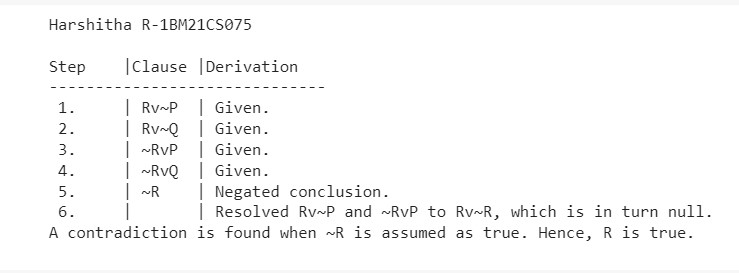 Harshitha R-1BM21CS075
Step |Clause |Derivation
------------------------------
1. | Rv~P | Given.
2. | Rv~Q | Given.
3. | ~RvP | Given.
4. | ~RvQ | Given.
5. | ~R | Negated conclusion.
6. | | Resolved Rv~P and ~RvP to Rv~R, which is in turn null.
A contradiction is found when ~R is assumed as true. Hence, R is true.